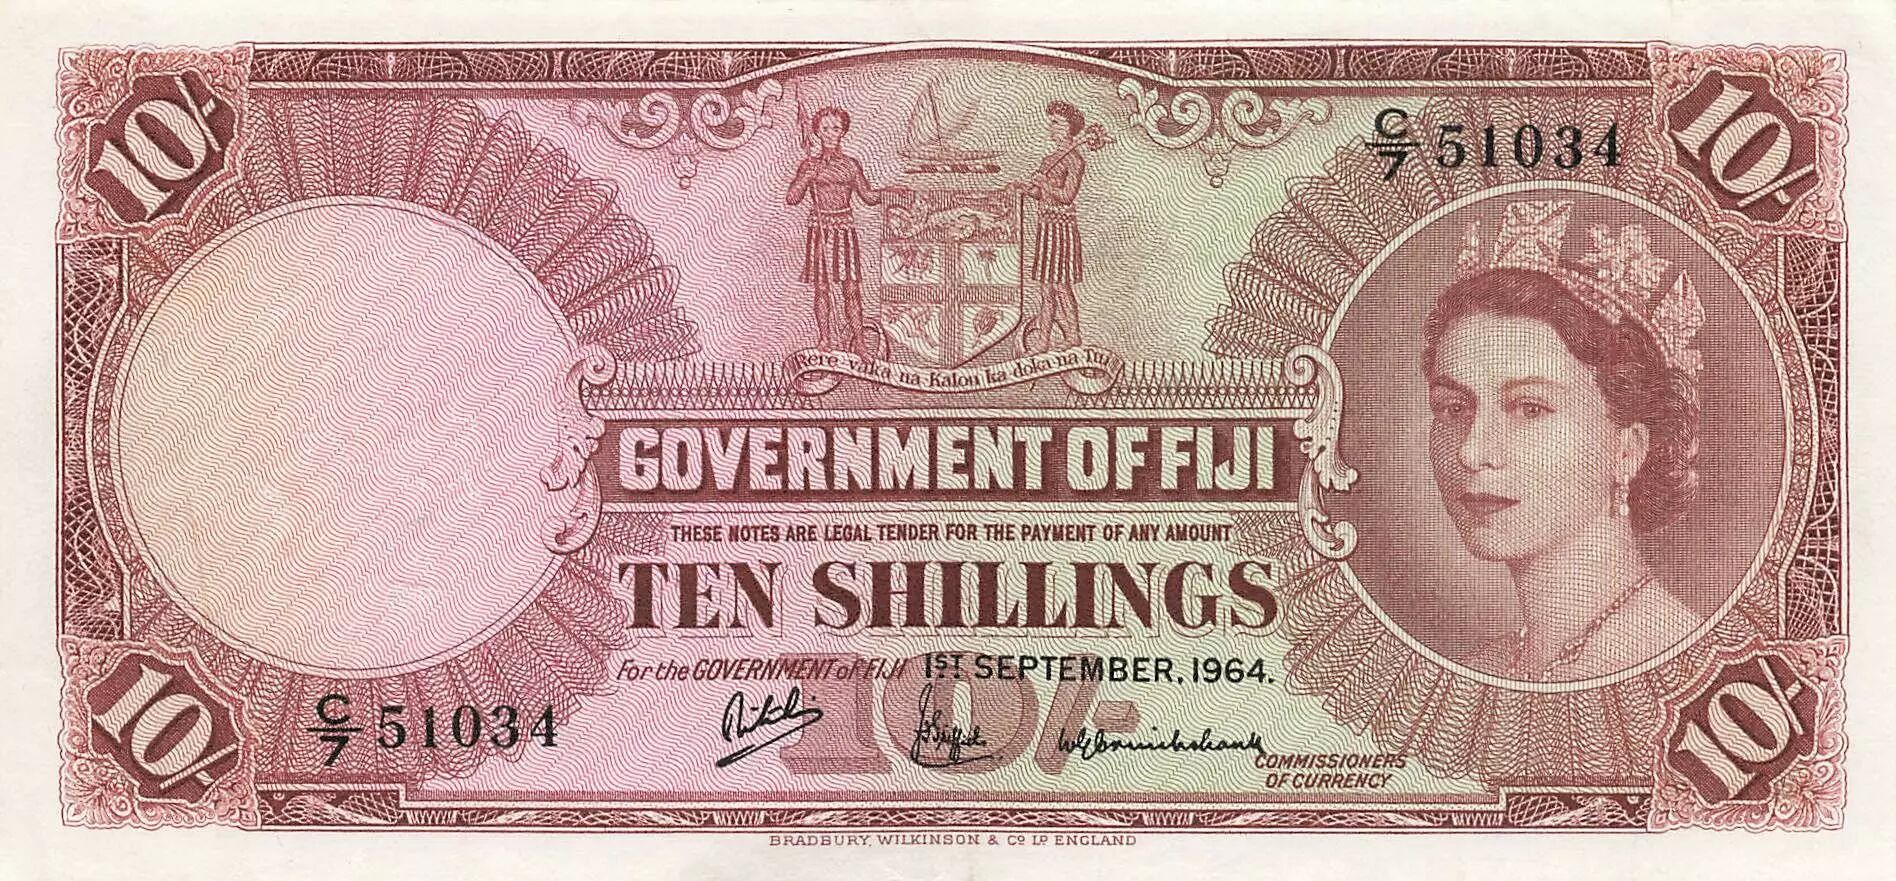 10/-
10/-
C/7 51034
Rere vaka na Kalou ka doka na Tui
GOVERNMENT OF FIJI
THESE NOTES ARE LEGAL TENDER FOR THE PAYMENT OF ANY AMOUNT
TEN SHILLINGS
For the GOVERNMENT of FIJI 1ST SEPTEMBER, 1964.
C/7 51034
10/-
COMMISSIONERS
OF CURRENCY
10/-
10/-
BRADBURY, WILKINSON & Co. Ld. ENGLAND